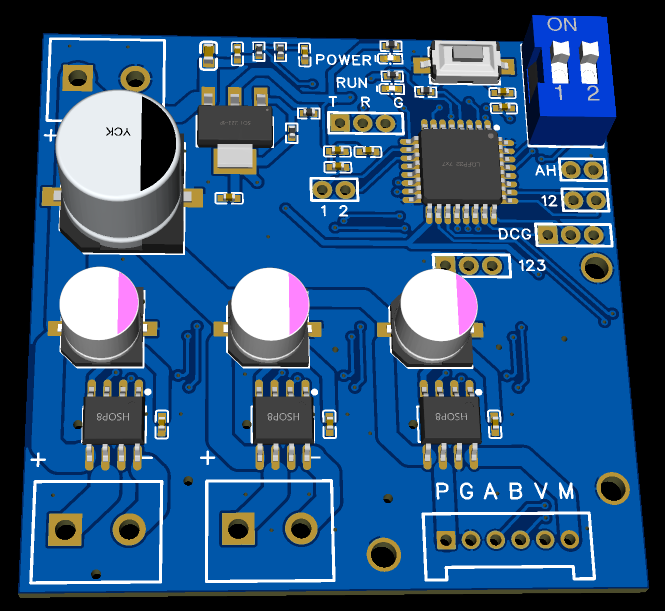 ON
1 2
POWER
RUN
T R G
+
YCK
AH
12
1 2
DCG
123
HSOP8
HSOP8
HSOP8
+ -
+ -
P G A B V M